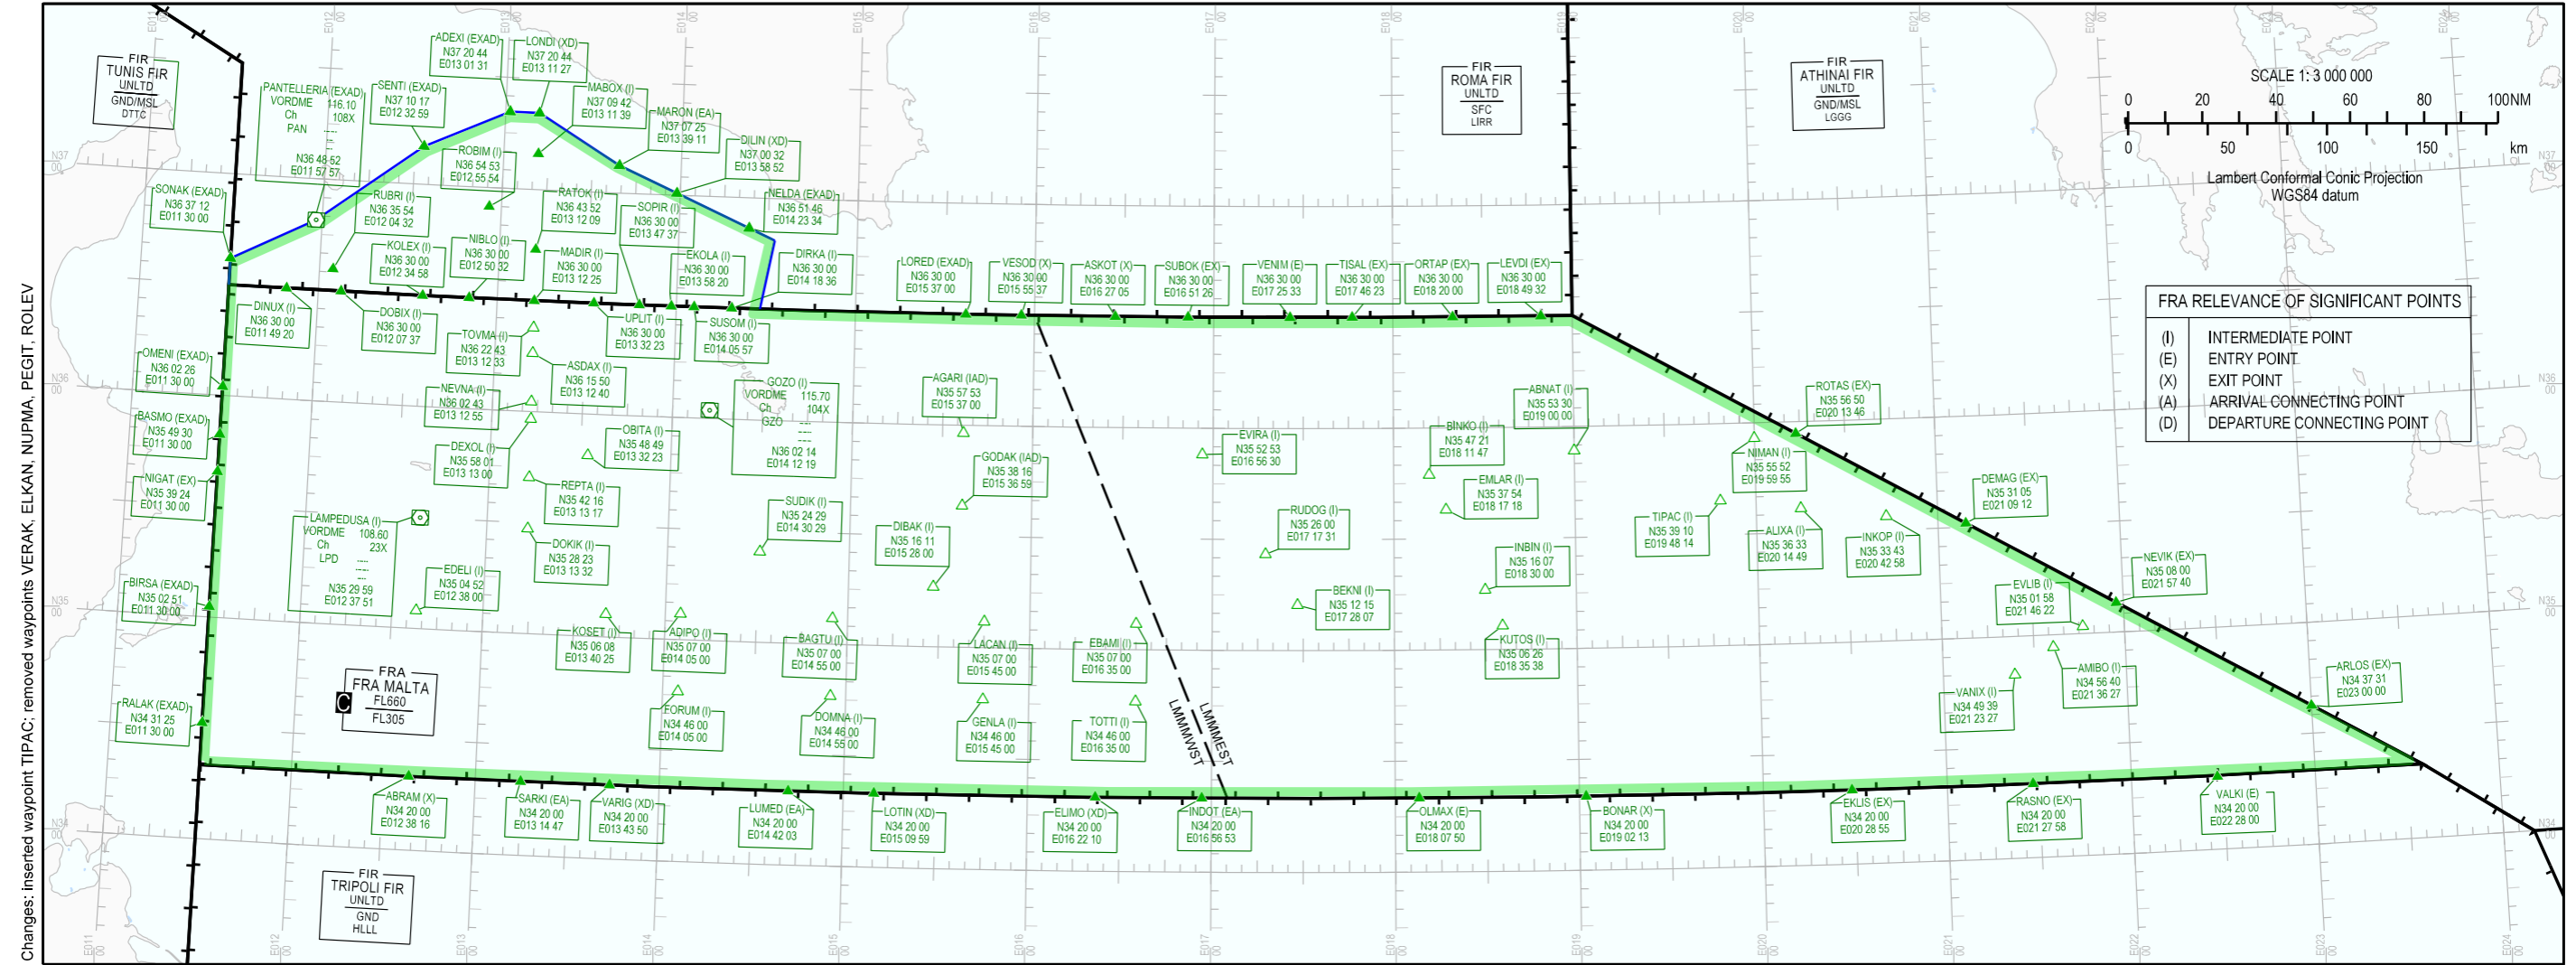 Changes: inserted waypoint TIPAC; removed waypoints VERAK, ELKAN, NUPMA, PEGIT, ROLEV
FIR
TUNIS FIR
UNLTD
GND/MSL
DTTC
PANTELLERIA (EXAD)
VORDME 116.10
Ch 108X
PAN
N36 48 52
E011 57 57
SENTI (EXAD)
N37 10 17
E012 32 59
ADEXI (EXAD)
N37 20 44
E013 01 31
LONDI (XD)
N37 20 44
E013 11 27
MABOX (I)
N37 09 42
E013 11 39
MARON (EA)
N37 07 25
E013 39 11
DILIN (XD)
N37 00 32
E013 58 52
ROBIM (I)
N36 54 53
E012 55 54
SONAK (EXAD)
N36 37 12
E011 30 00
RUBRI (I)
N36 35 54
E012 04 32
RATOK (I)
N36 43 52
E013 12 09
SOPIR (I)
N36 30 00
E013 47 37
NELDA (EXAD)
N36 51 46
E014 23 34
KOLEX (I)
N36 30 00
E012 34 58
NIBLO (I)
N36 30 00
E012 50 32
MADIR (I)
N36 30 00
E013 12 25
EKOLA (I)
N36 30 00
E013 58 20
DIRKA (I)
N36 30 00
E014 18 36
LORED (EXAD)
N36 30 00
E015 37 00
VESOD (X)
N36 30 00
E015 55 37
ASKOT (X)
N36 30 00
E016 27 05
SUBOK (EX)
N36 30 00
E016 51 26
VENIM (E)
N36 30 00
E017 25 33
TISAL (EX)
N36 30 00
E017 46 23
ORTAP (EX)
N36 30 00
E018 20 00
LEVDI (EX)
N36 30 00
E018 49 32
FIR
ROMA FIR
UNLTD
SFC
LIRR
FIR
ATHINAI FIR
UNLTD
GND/MSL
LGGG
SCALE 1: 3 000 000
0 20 40 60 80 100NM
0 50 100 150 km
Lambert Conformal Conic Projection
WGS84 datum
FRA RELEVANCE OF SIGNIFICANT POINTS
(I) INTERMEDIATE POINT
(E) ENTRY POINT
(X) EXIT POINT
(A) ARRIVAL CONNECTING POINT
(D) DEPARTURE CONNECTING POINT
DINUX (I)
N36 30 00
E011 49 20
DOBIX (I)
N36 30 00
E012 07 37
TOVMA (I)
N36 22 43
E013 12 33
UPLIT (I)
N36 30 00
E013 32 23
SUSOM (I)
N36 30 00
E014 05 57
OMENI (EXAD)
N36 02 26
E011 30 00
ASDAX (I)
N36 15 50
E013 12 40
NEVNA (I)
N36 02 43
E013 12 55
GOZO (I)
VORDME 115.70
Ch 104X
GZO
N36 02 14
E014 12 19
AGARI (IAD)
N35 57 53
E015 37 00
BASMO (EXAD)
N35 49 30
E011 30 00
DEXOL (I)
N35 58 01
E013 13 00
OBITA (I)
N35 48 49
E013 32 23
GODAK (IAD)
N35 38 16
E015 36 59
EVIRA (I)
N35 52 53
E016 56 30
BINKO (I)
N35 47 21
E018 11 47
ABNAT (I)
N35 53 30
E019 00 00
ROTAS (EX)
N35 56 50
E020 13 46
NIMAN (I)
N35 55 52
E019 59 55
NIGAT (EX)
N35 39 24
E011 30 00
REPTA (I)
N35 42 16
E013 13 17
SUDIK (I)
N35 24 29
E014 30 29
DIBAK (I)
N35 16 11
E015 28 00
RUDOG (I)
N35 26 00
E017 17 31
EMLAR (I)
N35 37 54
E018 17 18
TIPAC (I)
N35 39 10
E019 48 14
ALIXA (I)
N35 36 33
E020 14 49
INKOP (I)
N35 33 43
E020 42 58
DEMAG (EX)
N35 31 05
E021 09 12
LAMPEDUSA (I)
VORDME 108.60
Ch 23X
LPD
N35 29 59
E012 37 51
DOKIK (I)
N35 28 23
E013 13 32
EDELI (I)
N35 04 52
E012 38 00
INBIN (I)
N35 16 07
E018 30 00
BEKNI (I)
N35 12 15
E017 28 07
NEVIK (EX)
N35 08 00
E021 57 40
EVLIB (I)
N35 01 58
E021 46 22
BIRSA (EXAD)
N35 02 51
E011 30 00
KOSET (I)
N35 06 08
E013 40 25
ADIPO (I)
N35 07 00
E014 05 00
BAGTU (I)
N35 07 00
E014 55 00
LACAN (I)
N35 07 00
E015 45 00
EBAMI (I)
N35 07 00
E016 35 00
KUTOS (I)
N35 06 26
E018 35 38
AMIBO (I)
N34 56 40
E021 36 27
VANIX (I)
N34 49 39
E021 23 27
ARLOS (EX)
N34 37 31
E023 00 00
RALAK (EXAD)
N34 31 25
E011 30 00
FRA
FRA MALTA
FL660
FL305
C
FORUM (I)
N34 46 00
E014 05 00
DOMNA (I)
N34 46 00
E014 55 00
GENLA (I)
N34 46 00
E015 45 00
TOTTI (I)
N34 46 00
E016 35 00
LMMMWST
LMMMEST
ABRAM (X)
N34 20 00
E012 38 16
SARKI (EA)
N34 20 00
E013 14 47
VARIG (XD)
N34 20 00
E013 43 50
LUMED (EA)
N34 20 00
E014 42 03
LOTIN (XD)
N34 20 00
E015 09 59
ELIMO (XD)
N34 20 00
E016 22 10
INDOT (EA)
N34 20 00
E016 56 53
OLMAX (E)
N34 20 00
E018 07 50
BONAR (X)
N34 20 00
E019 02 13
EKLIS (EX)
N34 20 00
E020 28 55
RASNO (EX)
N34 20 00
E021 27 58
VALKI (E)
N34 20 00
E022 28 00
FIR
TRIPOLI FIR
UNLTD
GND
HLLL